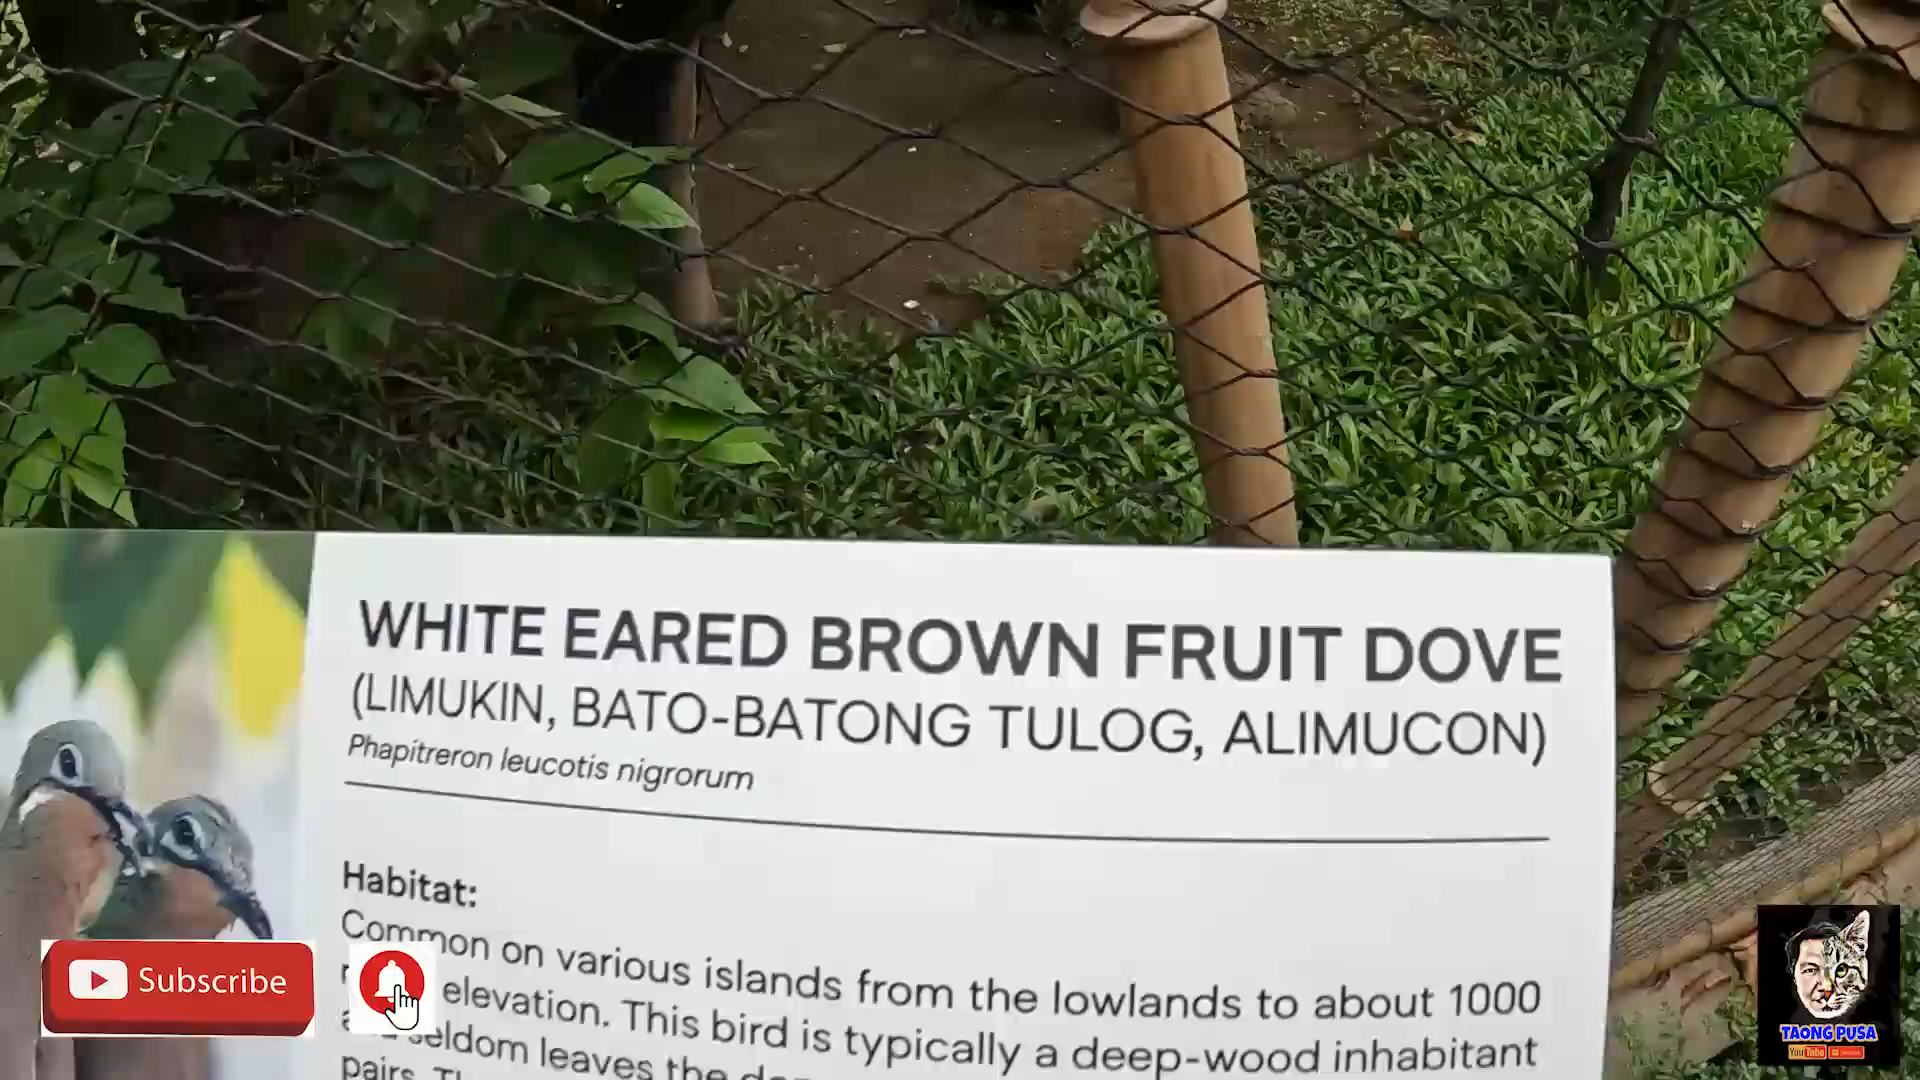 WHITE EARED BROWN FRUIT DOVE
(LIMUKIN, BATO-BATONG TULOG, ALIMUCON)
Phapitreron leucotis nigrorum
Habitat:
Common on various islands from the lowlands to about 1000
elevation. This bird is typically a deep-wood inhabitant
seldom leaves the
pairs.
Subscribe
TAONG PUSA
YouTube